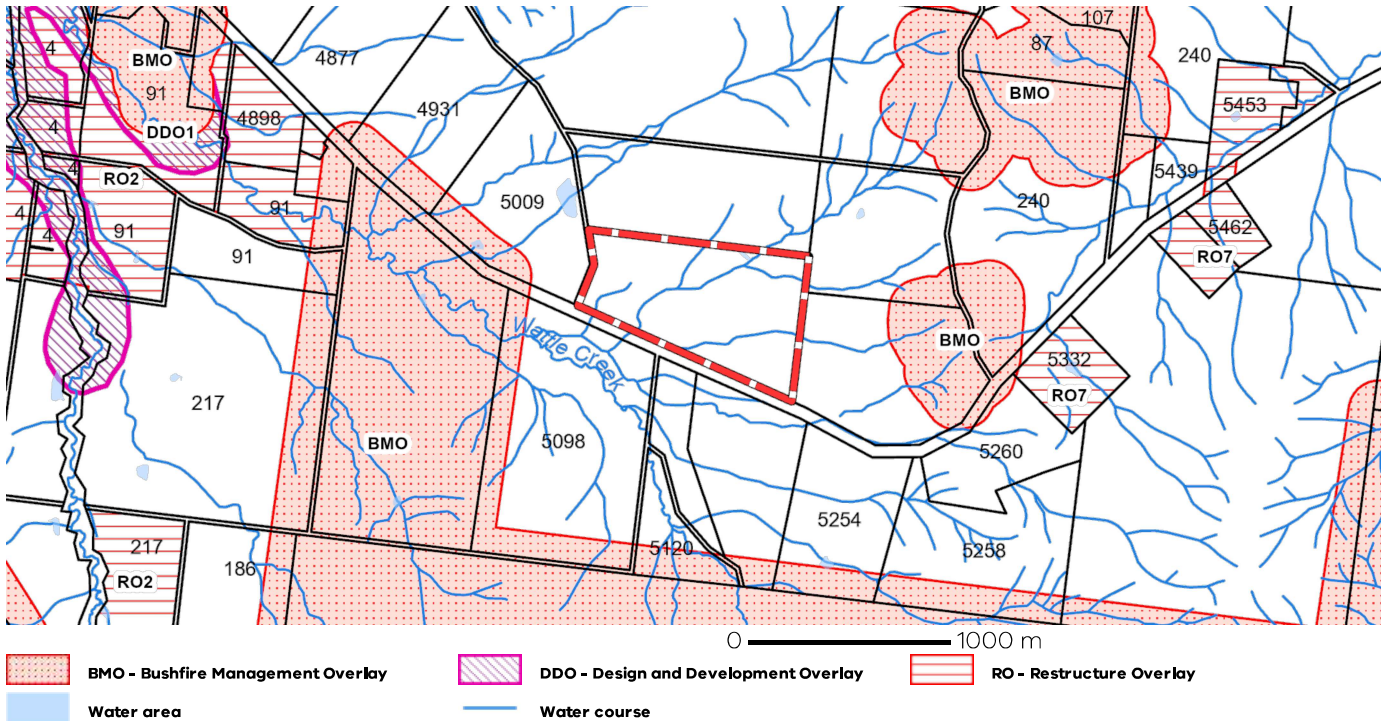 107
87
240
4877
4
BMO
91
BMO
4931
5453
4898
4
DDO1
4
5439
RO2
5009
240
91
4
91
5462
4
91
RO7
Wattle Creek
BMO
5332
RO7
217
BMO
5098
5260
5254
217
5120
5258
186
RO2
0 1000 m
BMO - Bushfire Management Overlay
DDO - Design and Development Overlay
RO - Restructure Overlay
Water area
Water course